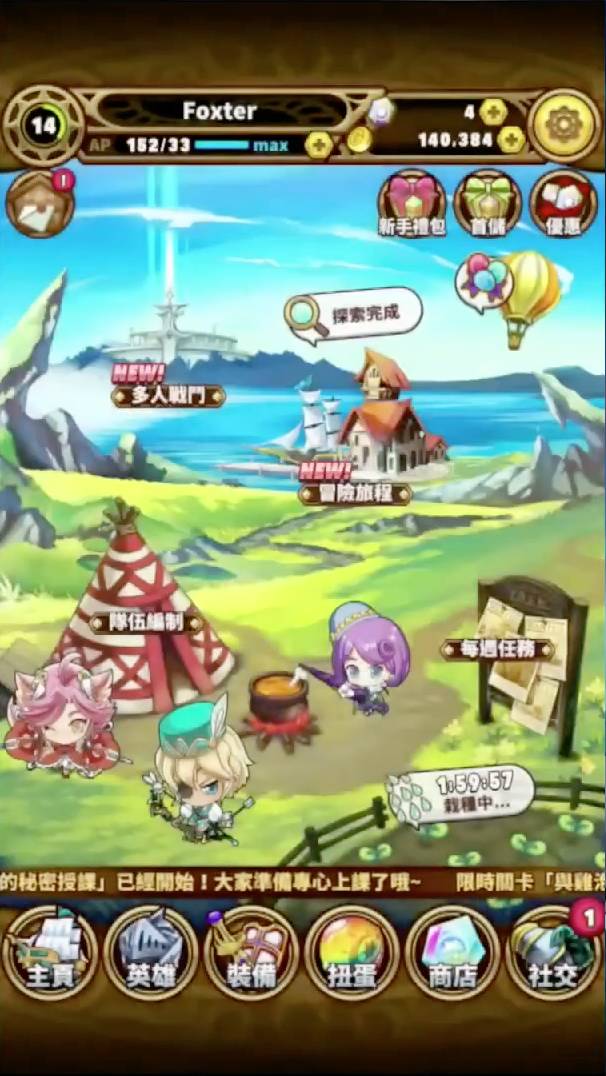 14
Foxter
4
AP 152/33 max
140,384
1
新手禮包
首儲
優惠
探索完成
NEW!
多人戰鬥
NEW!
冒險旅程
隊伍編制
每週任務
1:59:57
栽種中...
的秘密授課」已經開始！大家準備專心上課了哦~ 限時關卡「與雞
1
主頁
英雄
裝備
扭蛋
商店
社交